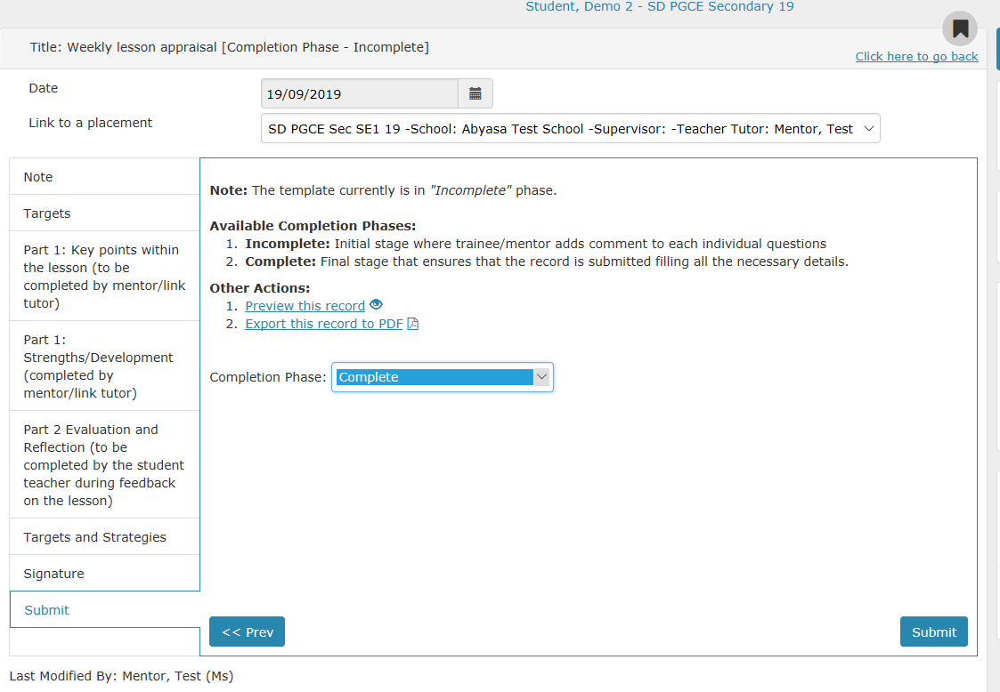 Student, Demo 2 - SD PGCE Secondary 19
Title: Weekly lesson appraisal [Completion Phase - Incomplete]
Click here to go back
Date
19/09/2019
Link to a placement
SD PGCE Sec SE1 19 -School: Abyasa Test School -Supervisor: -Teacher Tutor: Mentor, Test
Note
Targets
Part 1: Key points within
the lesson (to be
completed by mentor/link
tutor)
Part 1:
Strengths/Development
(completed by
mentor/link tutor)
Part 2 Evaluation and
Reflection (to be
completed by the student
teacher during feedback
on the lesson)
Targets and Strategies
Signature
Submit
Note: The template currently is in "Incomplete" phase.
Available Completion Phases:
1. Incomplete: Initial stage where trainee/mentor adds comment to each individual questions
2. Complete: Final stage that ensures that the record is submitted filling all the necessary details.
Other Actions:
1. Preview this record
2. Export this record to PDF
Completion Phase: Complete
<< Prev
Submit
Last Modified By: Mentor, Test (Ms)